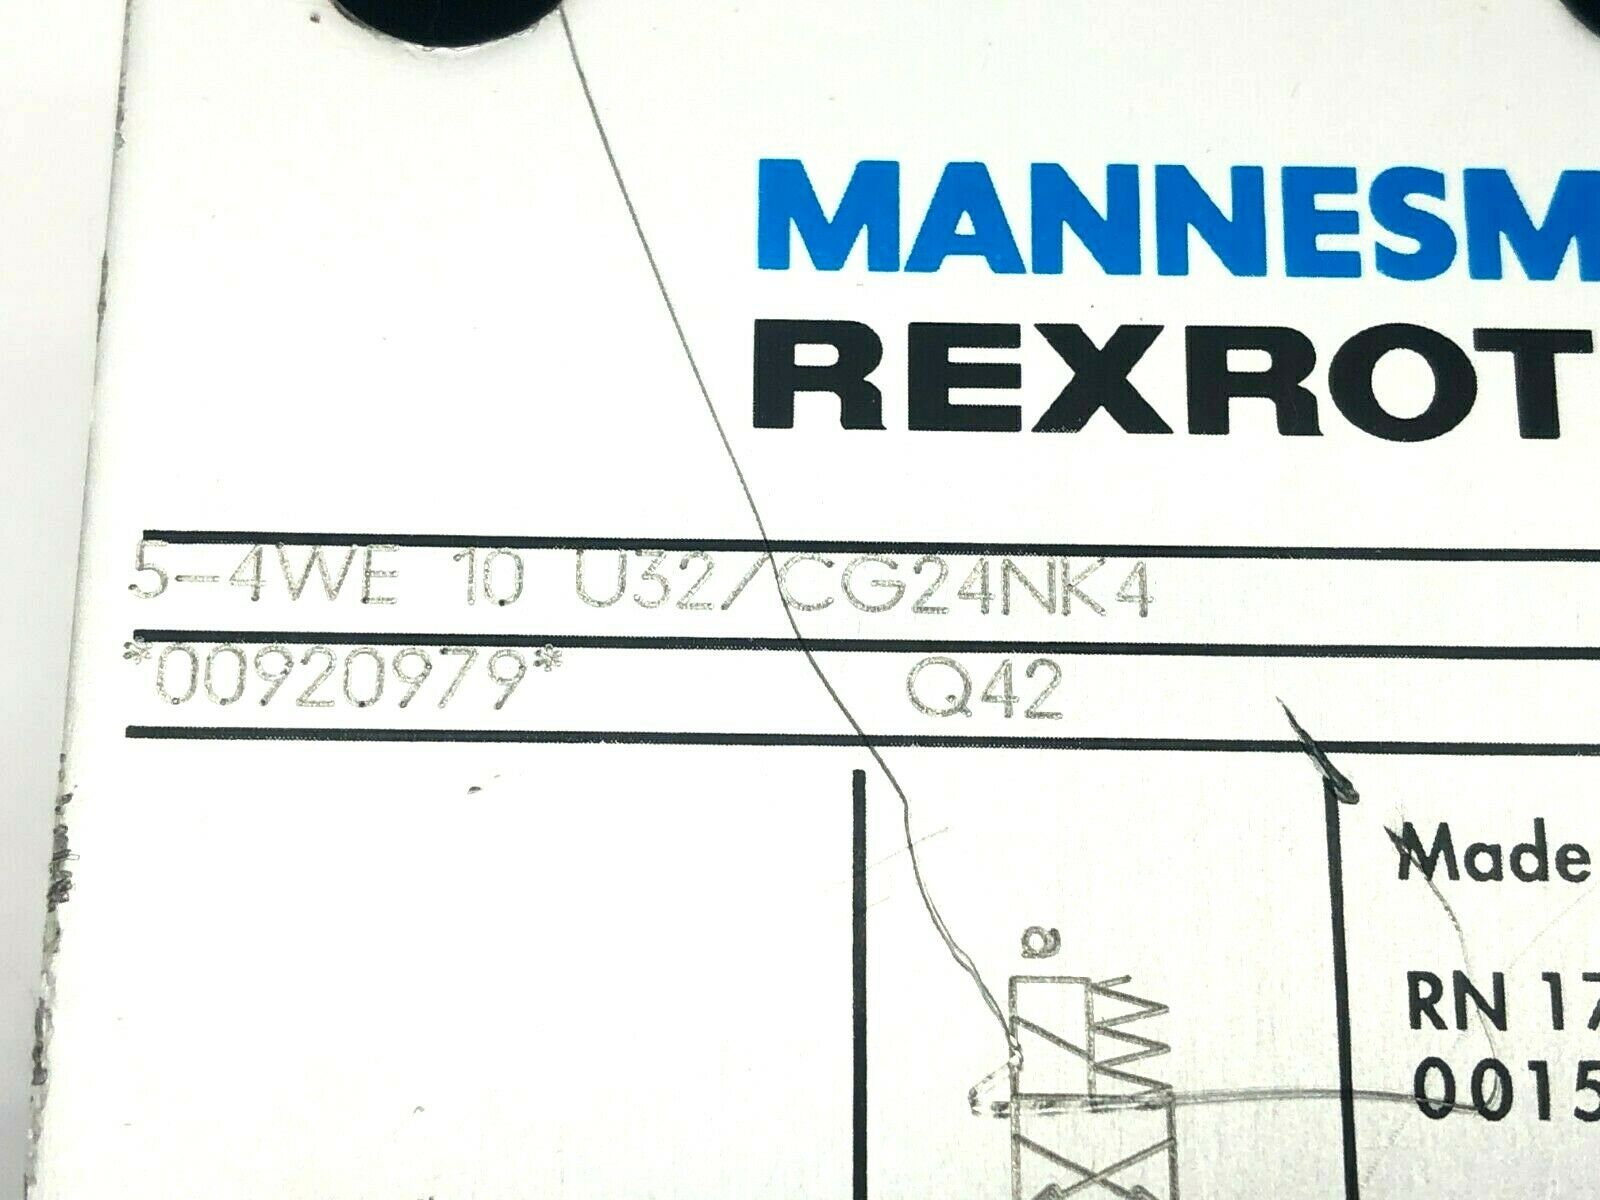 MANNESM
REXROT
5-4WE 10 U32/CG24NK4
*00920979* Q42
Made
a
RN 17
0015